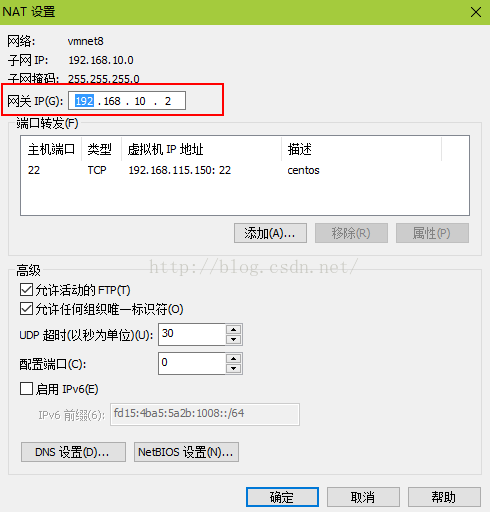 NAT 设置
网络: vmnet8
子网 IP: 192.168.10.0
子网掩码: 255.255.255.0
网关 IP(G): 192 . 168 . 10 . 2
端口转发(F)
主机端口 类型 虚拟机 IP 地址 描述
22 TCP 192.168.115.150: 22 centos
添加(A)... 移除(R) 属性(P)
http://blog.csdn.net/
高级
允许活动的 FTP(T)
允许任何组织唯一标识符(O)
UDP 超时(以秒为单位)(U): 30
配置端口(C): 0
启用 IPv6(E)
IPv6 前缀(6): fd15:4ba5:5a2b:1008::/64
DNS 设置(D)... NetBIOS 设置(N)...
确定 取消 帮助